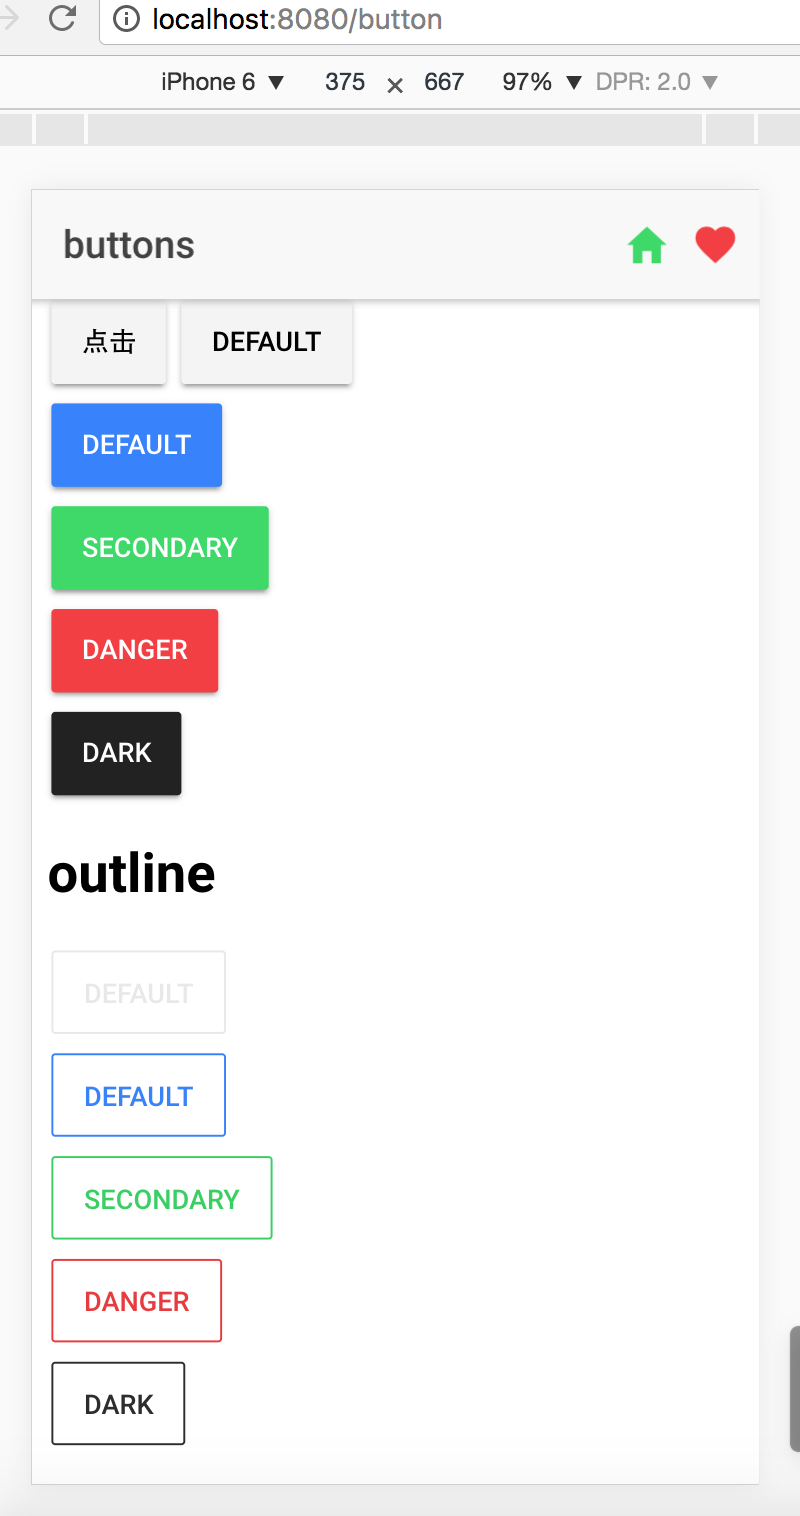 localhost:8080/button
iPhone 6 ▼ 375 × 667 97% ▼ DPR: 2.0 ▼
buttons
点击 DEFAULT
DEFAULT
SECONDARY
DANGER
DARK
outline
DEFAULT
DEFAULT
SECONDARY
DANGER
DARK